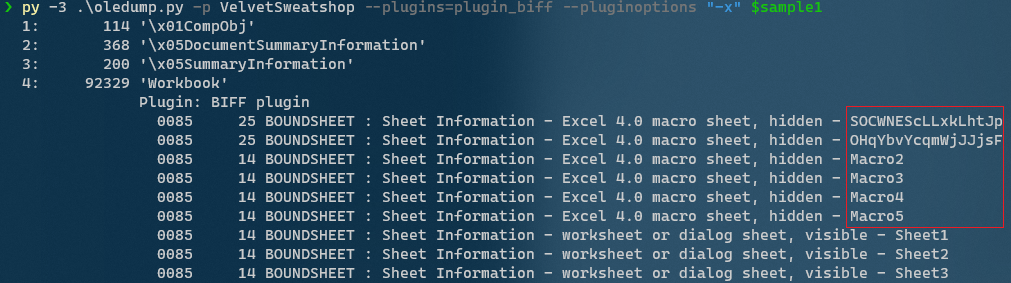 ❯ py -3 .\oledump.py -p VelvetSweatshop --plugins=plugin_biff --pluginoptions "-x" $sample1
1: 114 '\x01CompObj'
2: 368 '\x05DocumentSummaryInformation'
3: 200 '\x05SummaryInformation'
4: 92329 'Workbook'
Plugin: BIFF plugin
0085 25 BOUNDSHEET : Sheet Information - Excel 4.0 macro sheet, hidden - SOCWNEScLLxkLhtJp
0085 25 BOUNDSHEET : Sheet Information - Excel 4.0 macro sheet, hidden - OHqYbvYcqmWjJJjsF
0085 14 BOUNDSHEET : Sheet Information - Excel 4.0 macro sheet, hidden - Macro2
0085 14 BOUNDSHEET : Sheet Information - Excel 4.0 macro sheet, hidden - Macro3
0085 14 BOUNDSHEET : Sheet Information - Excel 4.0 macro sheet, hidden - Macro4
0085 14 BOUNDSHEET : Sheet Information - Excel 4.0 macro sheet, hidden - Macro5
0085 14 BOUNDSHEET : Sheet Information - worksheet or dialog sheet, visible - Sheet1
0085 14 BOUNDSHEET : Sheet Information - worksheet or dialog sheet, visible - Sheet2
0085 14 BOUNDSHEET : Sheet Information - worksheet or dialog sheet, visible - Sheet3